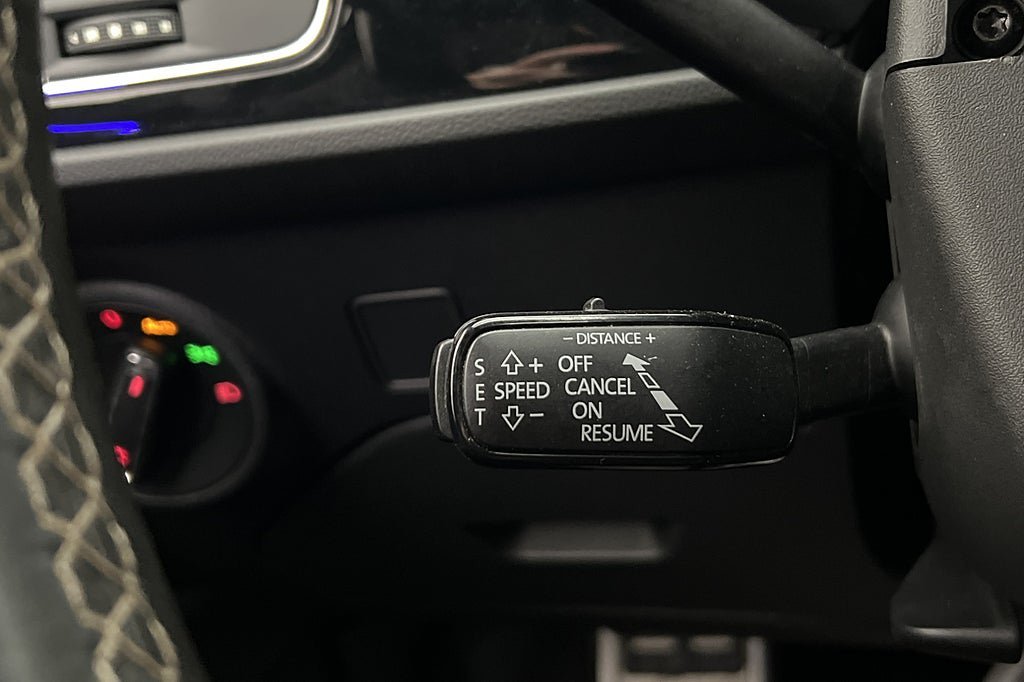 – DISTANCE +
S + OFF
E SPEED CANCEL
T – ON
RESUME